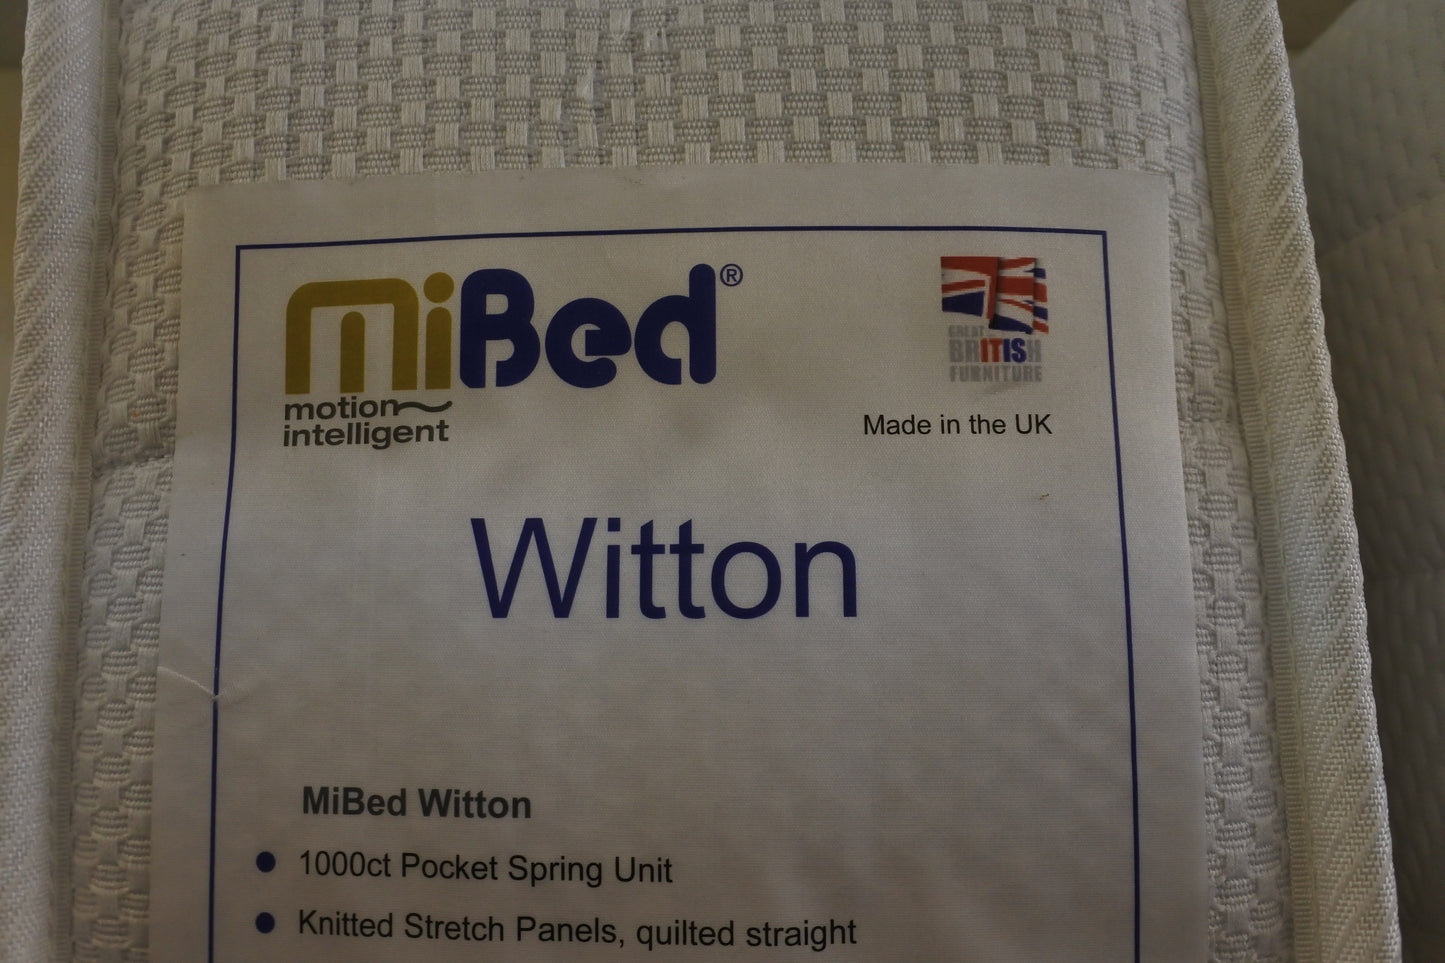 miBed®
motion
intelligent
GREAT
BRITISH
FURNITURE
Made in the UK
Witton
MiBed Witton
• 1000ct Pocket Spring Unit
• Knitted Stretch Panels, quilted straight